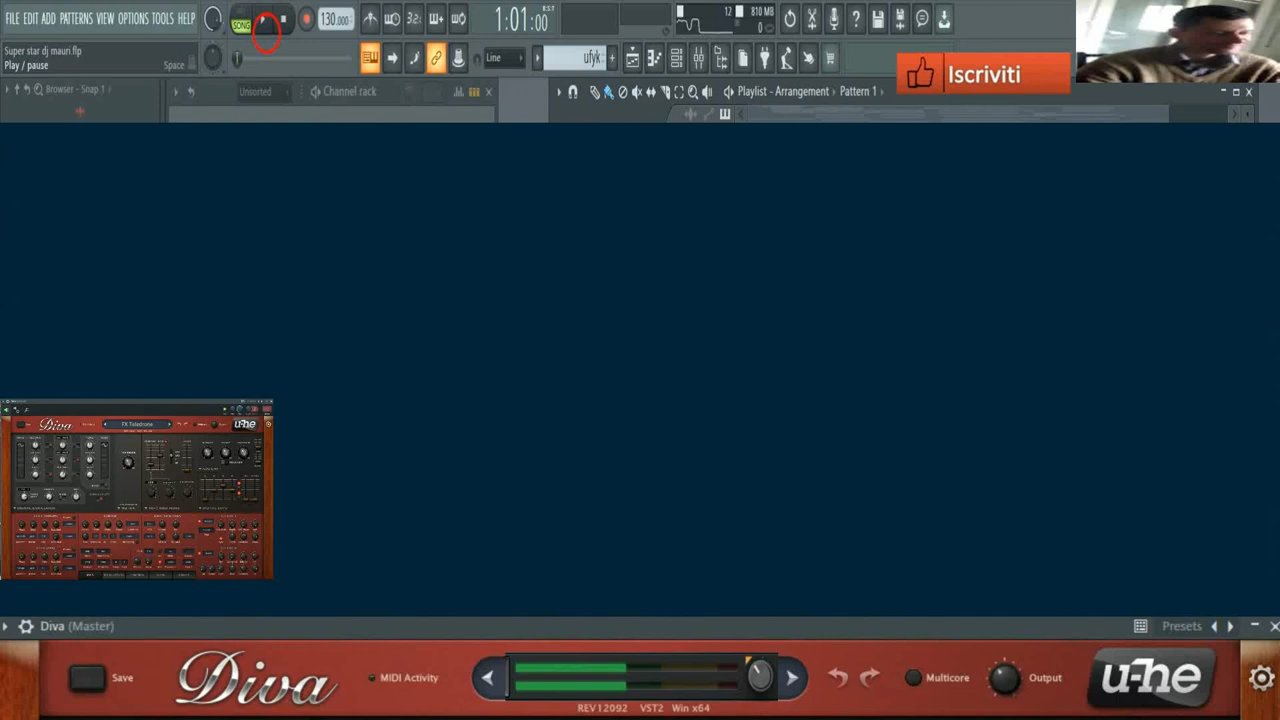 FILE EDIT ADD PATTERNS VIEW OPTIONS TOOLS HELP
SONG
130.000
3.2.
1:01:00
B:S:T
12
810 MB
0
Super star dj mauri.flp
Play / pause
Space
Line
ufyk
Iscriviti
Browser - Snap 1
Unsorted
Channel rack
Playlist - Arrangement
Pattern 1
Diva
FX Teledrone
u-he
Diva (Master)
Presets
Save
Diva
MIDI Activity
Multicore
Output
u-he
REV 12092 VST2 Win x64